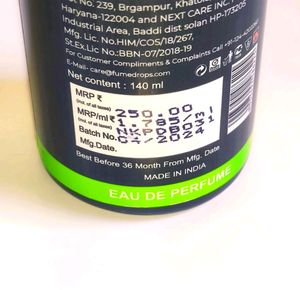 No. 239, Brgampur, Khatola
Haryana-122004 and NEXT CARE INC.
Industrial Area, Baddi dist solan HP-173205
Lic No.HIM/COS/18/267,
St.Ex.Lic No.:BBN-07/2018-19
For Customer Compliments & Complaints Call
E-Mail- care@fumedrops.com
Net content : 140 ml
MRP ₹ 250.00
(Incl. of all taxes)
MRP/ml ₹ 1.785/ml
(Incl. of all taxes)
Batch No. NKPDB03
Mfg.Date. 04/20241
Best Before 36 Month From Mfg. Date
MADE IN INDIA
EAU DE PERFUME